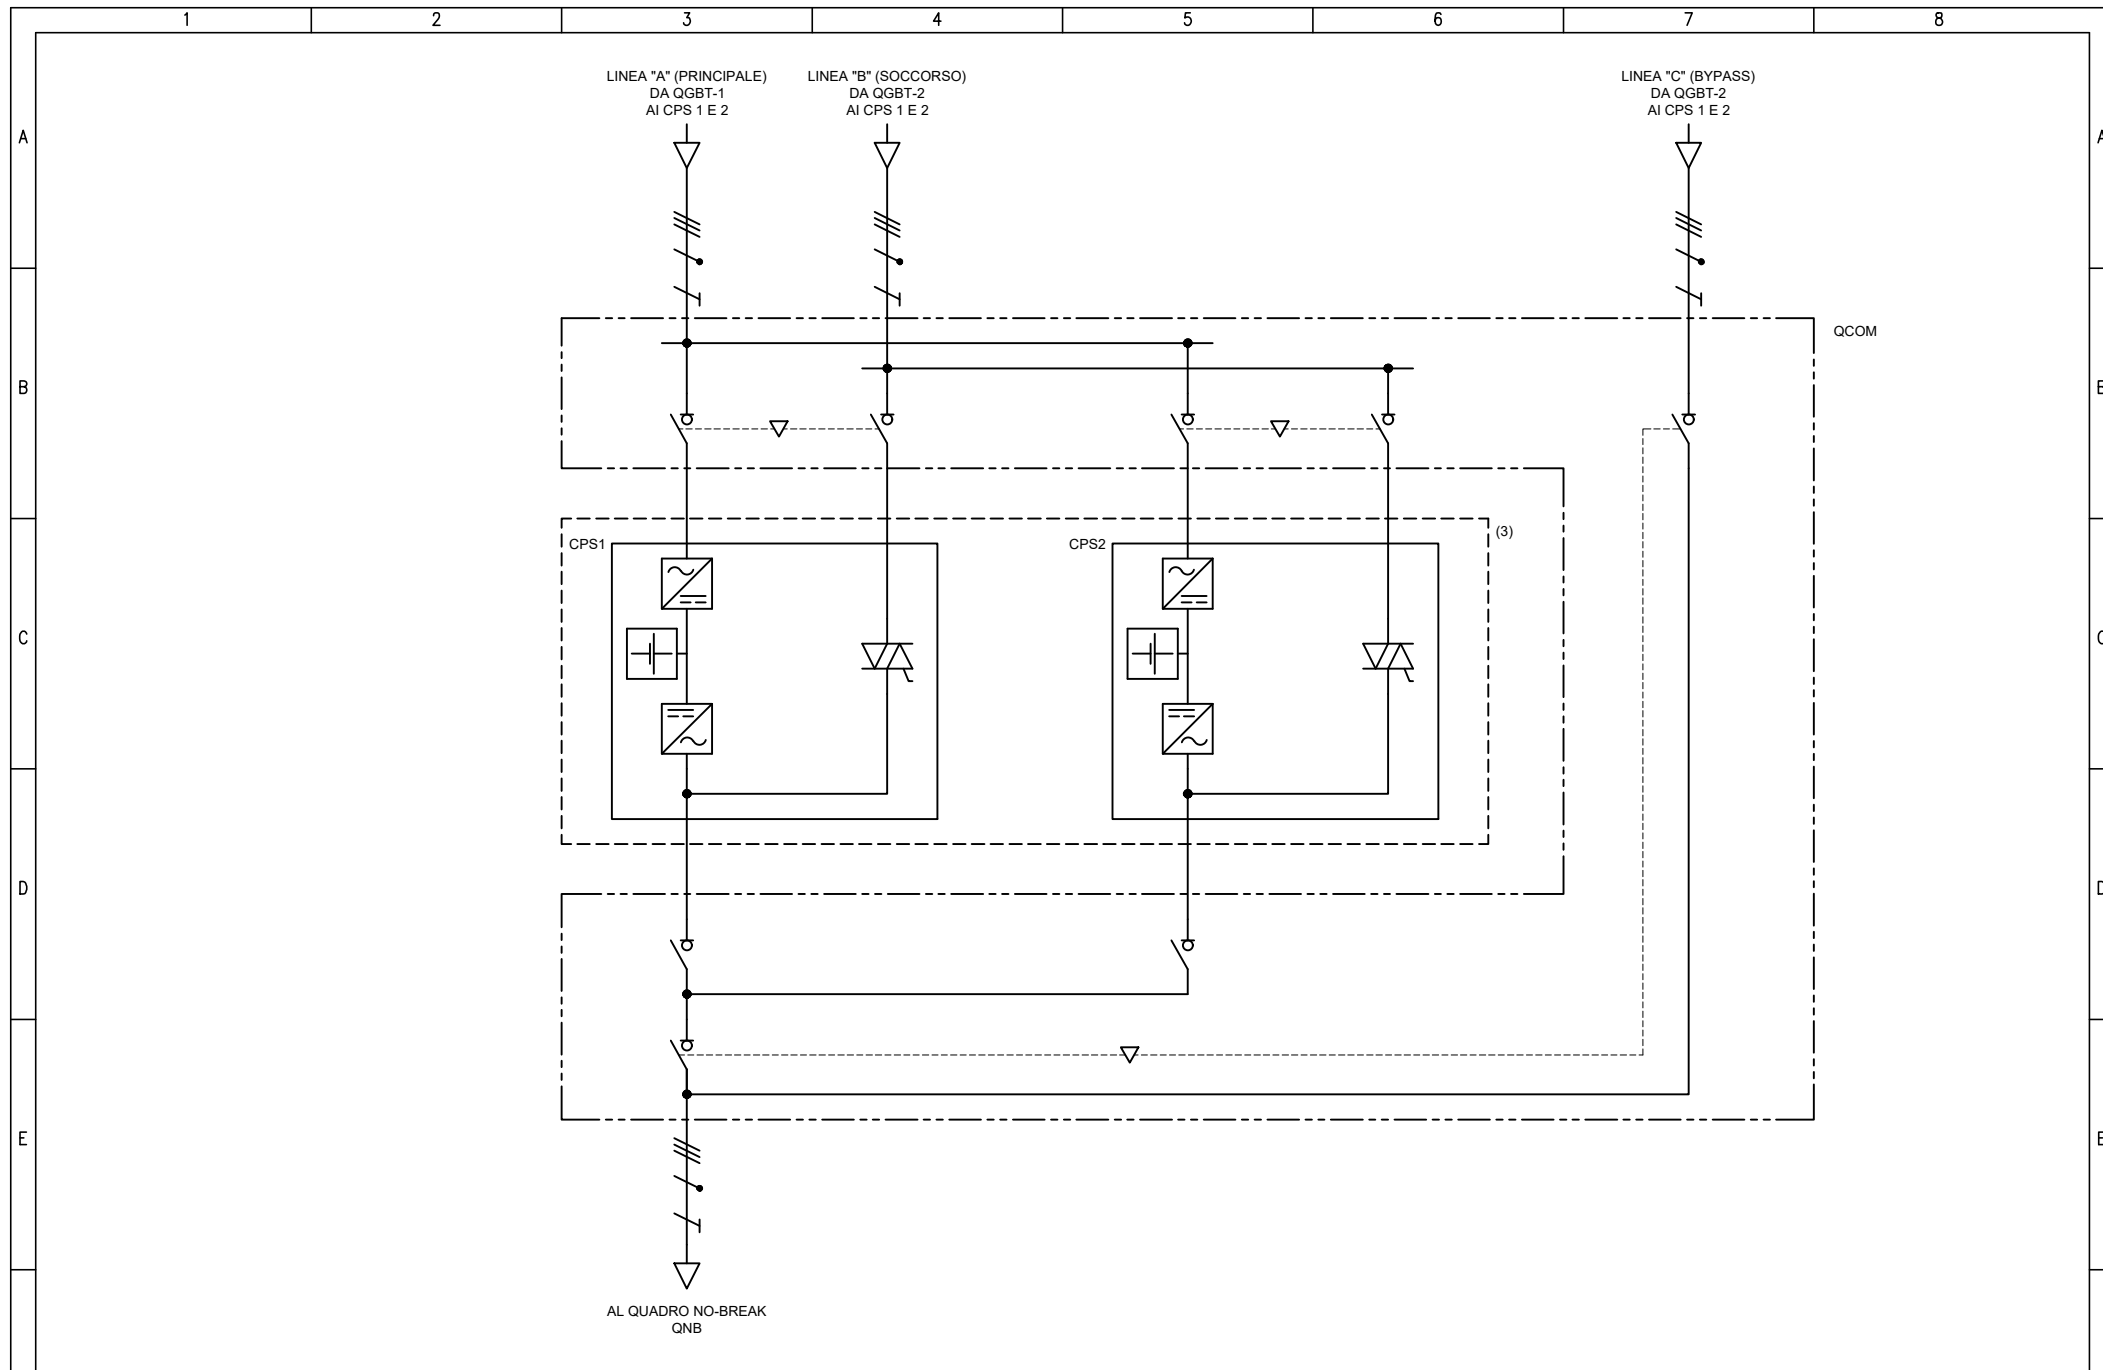 1 2 3 4 5 6 7 8
LINEA "A" (PRINCIPALE)
DA QGBT-1
AI CPS 1 E 2
LINEA "B" (SOCCORSO)
DA QGBT-2
AI CPS 1 E 2
LINEA "C" (BYPASS)
DA QGBT-2
AI CPS 1 E 2
A
A
QCOM
B
B
CPS1
CPS2
(3)
C
C
D
D
E
E
AL QUADRO NO-BREAK
QNB